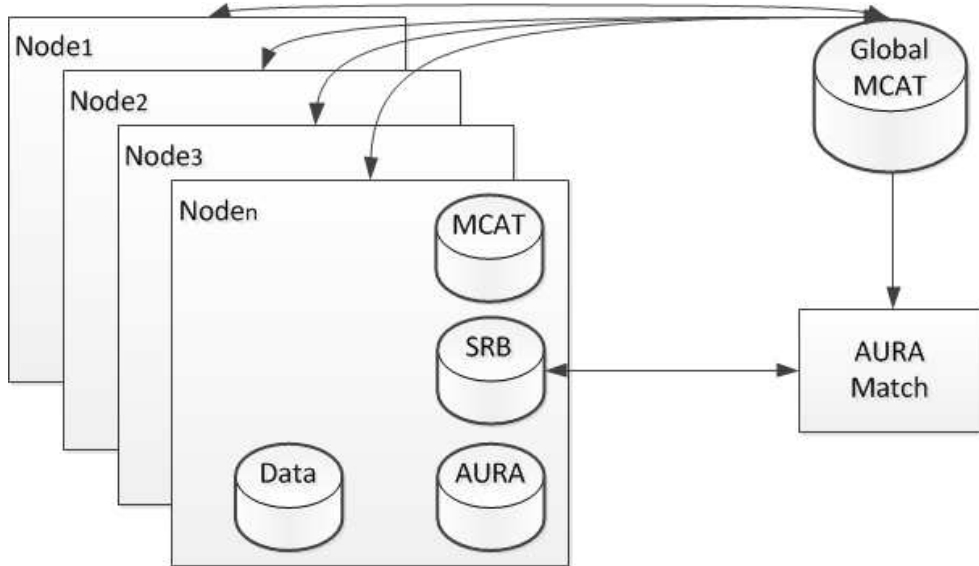 Node1
Global
MCAT
Node2
Node3
Noden
MCAT
SRB
AURA
Match
Data
AURA